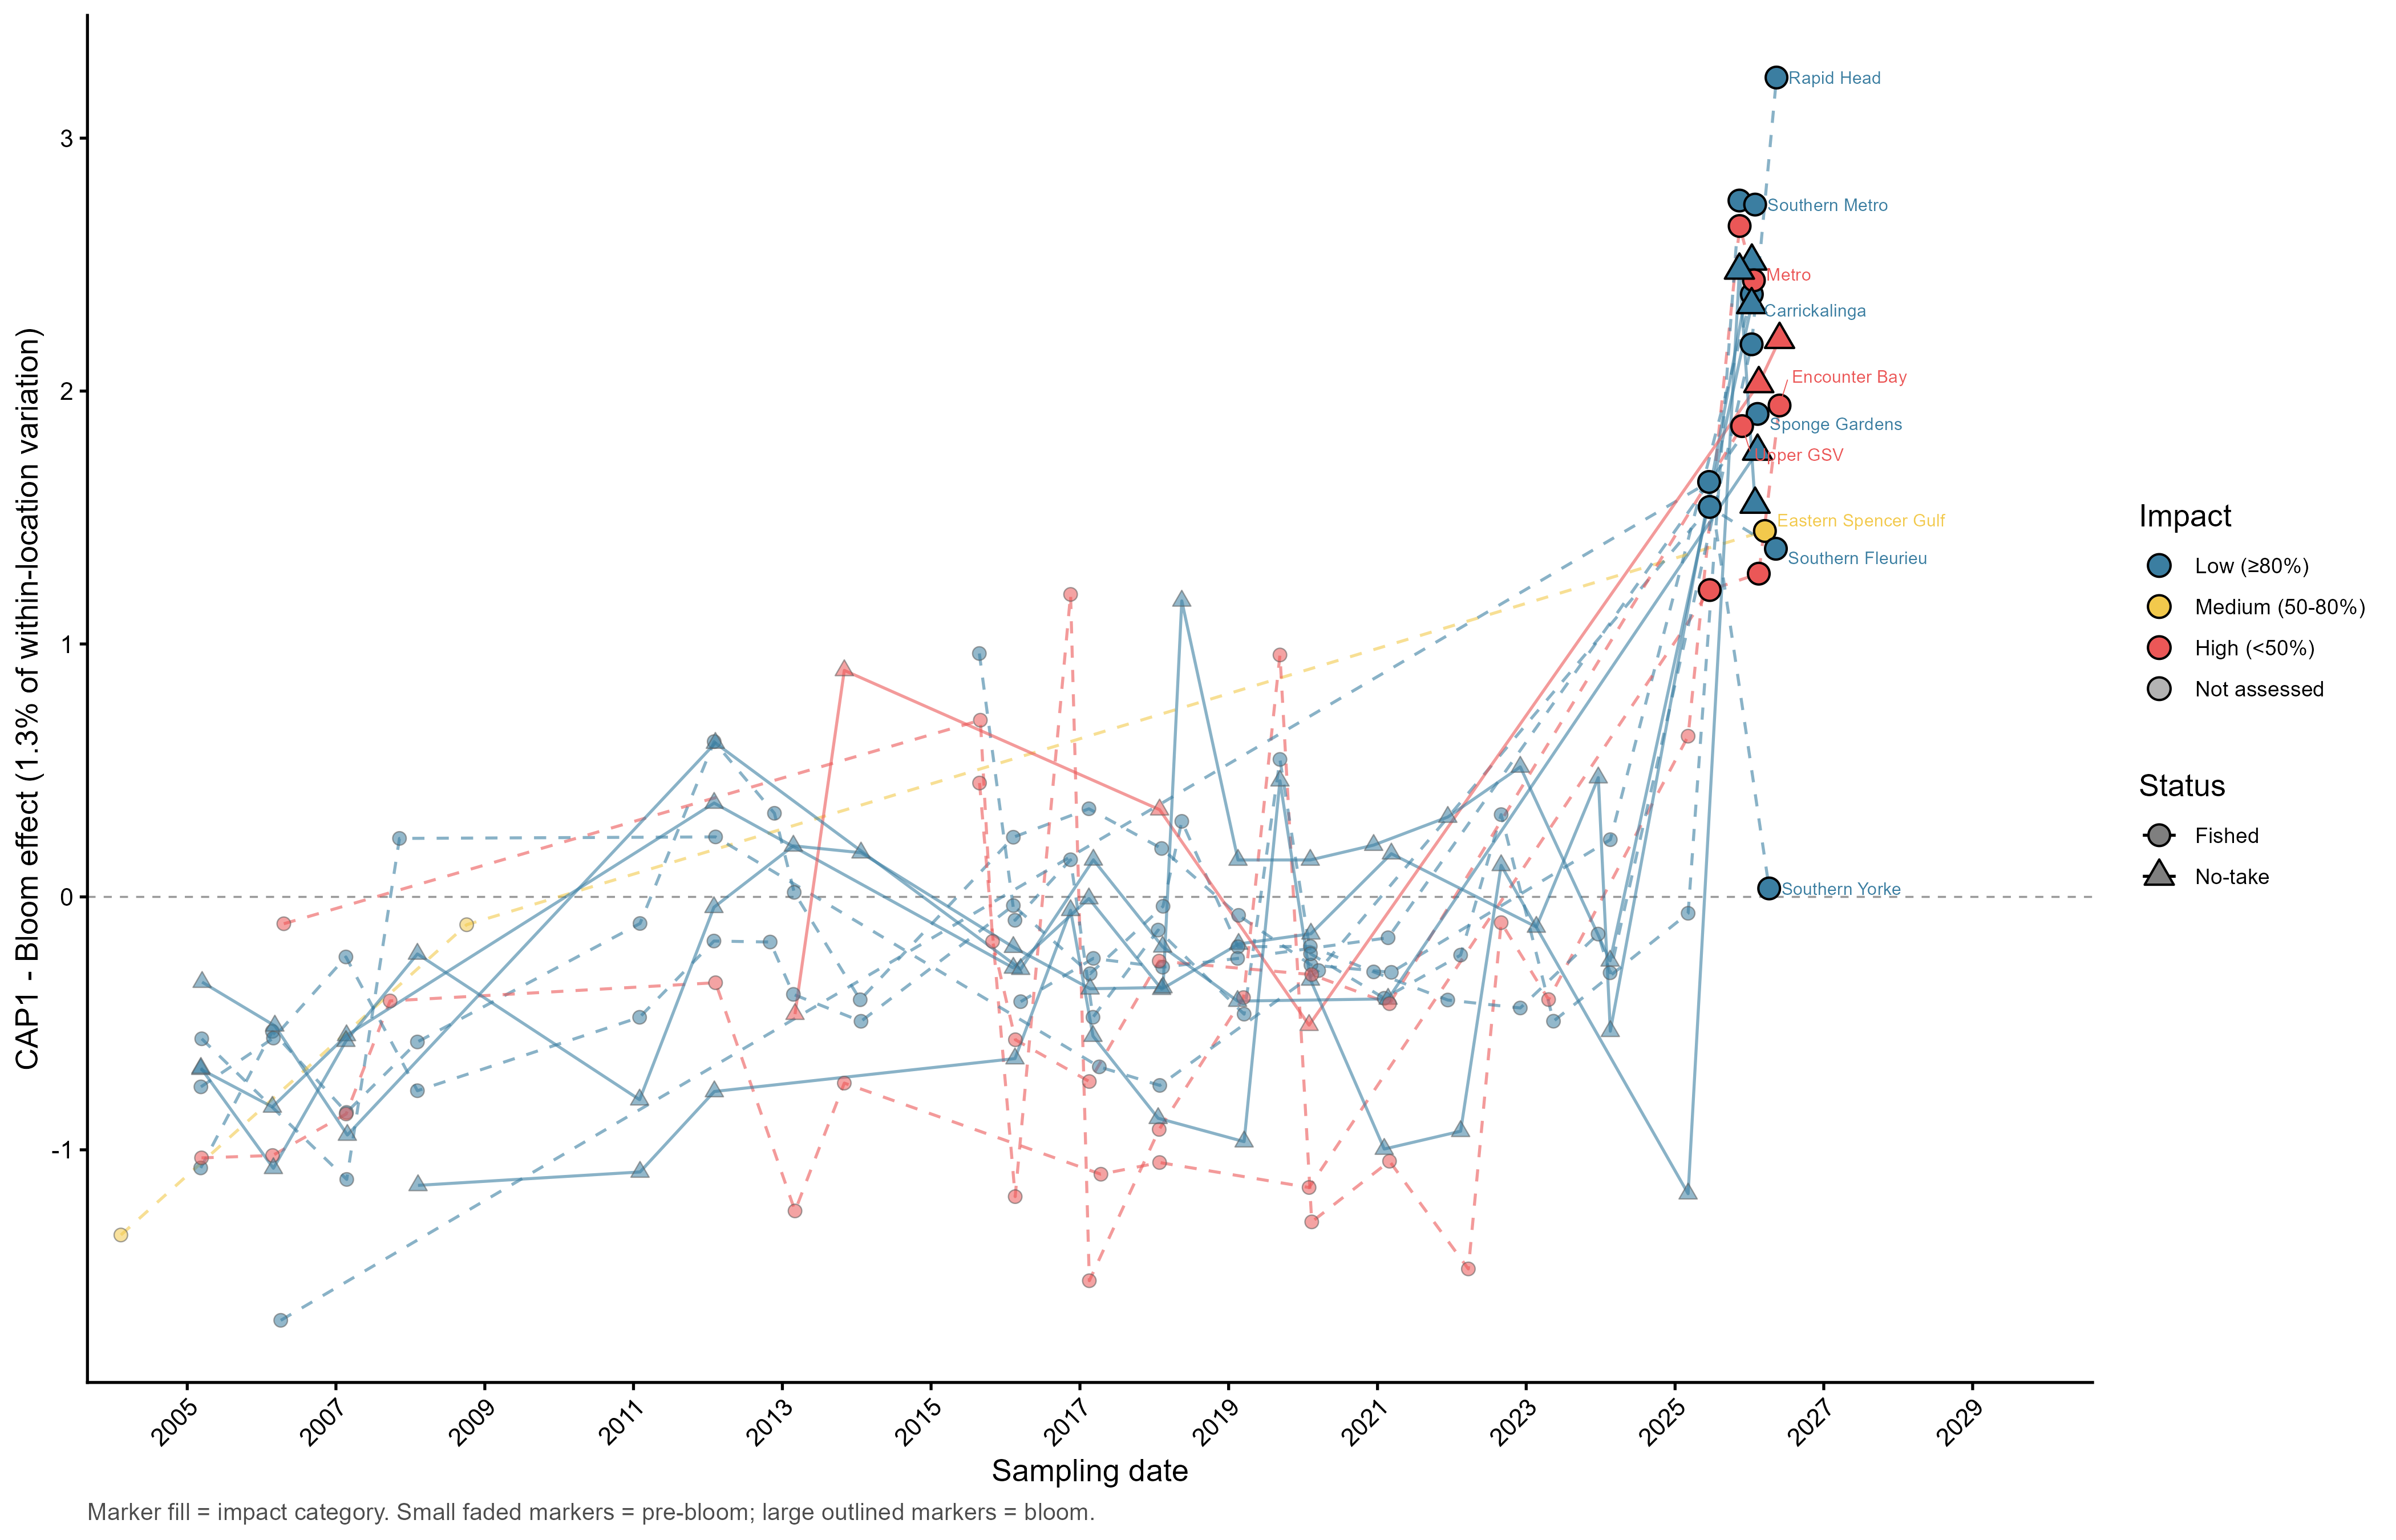 CAP1 - Bloom effect (1.3% of within-location variation)
3
2
1
0
-1
Rapid Head
Southern Metro
Metro
Carrickalinga
Encounter Bay
Sponge Gardens
Upper GSV
Eastern Spencer Gulf
Southern Fleurieu
Southern Yorke
2005
2007
2009
2011
2013
2015
2017
2019
2021
2023
2025
2027
2029
Sampling date
Impact
Low (≥80%)
Medium (50-80%)
High (<50%)
Not assessed
Status
Fished
No-take
Marker fill = impact category. Small faded markers = pre-bloom; large outlined markers = bloom.